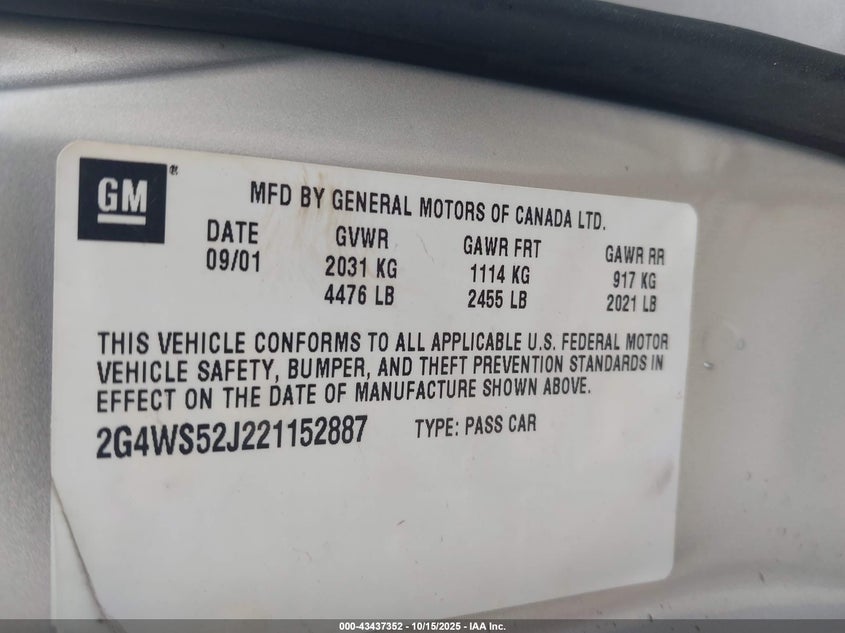 GM®
MFD BY GENERAL MOTORS OF CANADA LTD.
DATE GVWR GAWR FRT GAWR RR
09/01 2031 KG 1114 KG 917 KG
4476 LB 2455 LB 2021 LB
THIS VEHICLE CONFORMS TO ALL APPLICABLE U.S. FEDERAL MOTOR
VEHICLE SAFETY, BUMPER, AND THEFT PREVENTION STANDARDS IN
EFFECT ON THE DATE OF MANUFACTURE SHOWN ABOVE.
2G4WS52J221152887 TYPE: PASS CAR
000-43437352 | 10/15/2025 - IAA Inc.